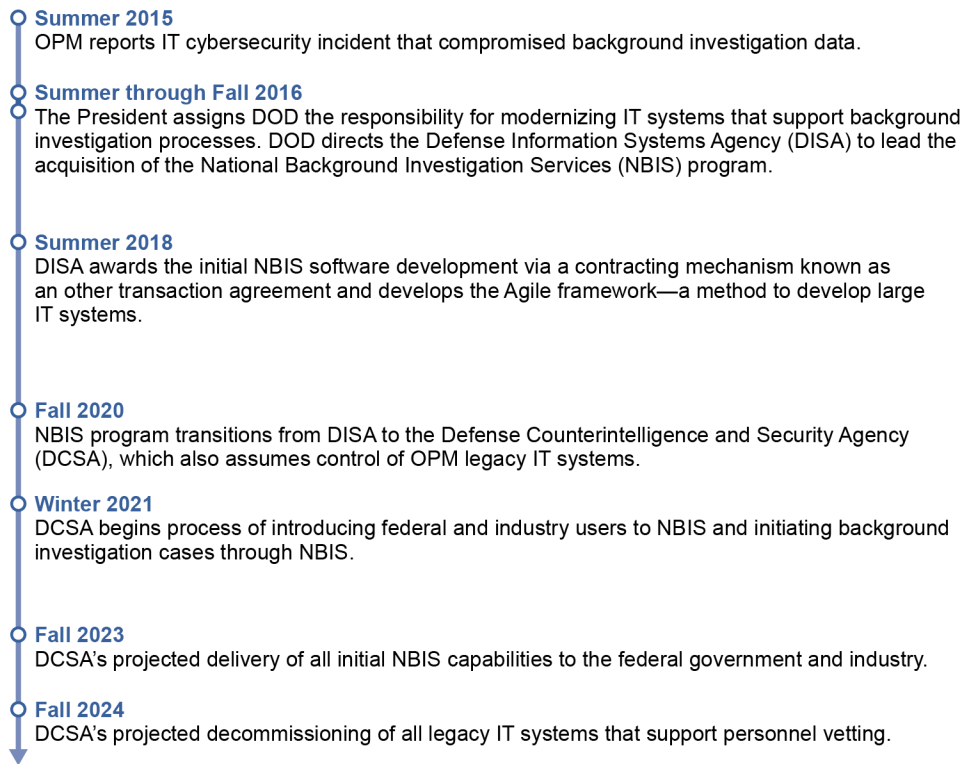 Summer 2015
OPM reports IT cybersecurity incident that compromised background investigation data.
Summer through Fall 2016
The President assigns DOD the responsibility for modernizing IT systems that support background
investigation processes. DOD directs the Defense Information Systems Agency (DISA) to lead the
acquisition of the National Background Investigation Services (NBIS) program.
Summer 2018
DISA awards the initial NBIS software development via a contracting mechanism known as
an other transaction agreement and develops the Agile framework—a method to develop large
IT systems.
Fall 2020
NBIS program transitions from DISA to the Defense Counterintelligence and Security Agency
(DCSA), which also assumes control of OPM legacy IT systems.
Winter 2021
DCSA begins process of introducing federal and industry users to NBIS and initiating background
investigation cases through NBIS.
Fall 2023
DCSA’s projected delivery of all initial NBIS capabilities to the federal government and industry.
Fall 2024
DCSA’s projected decommissioning of all legacy IT systems that support personnel vetting.